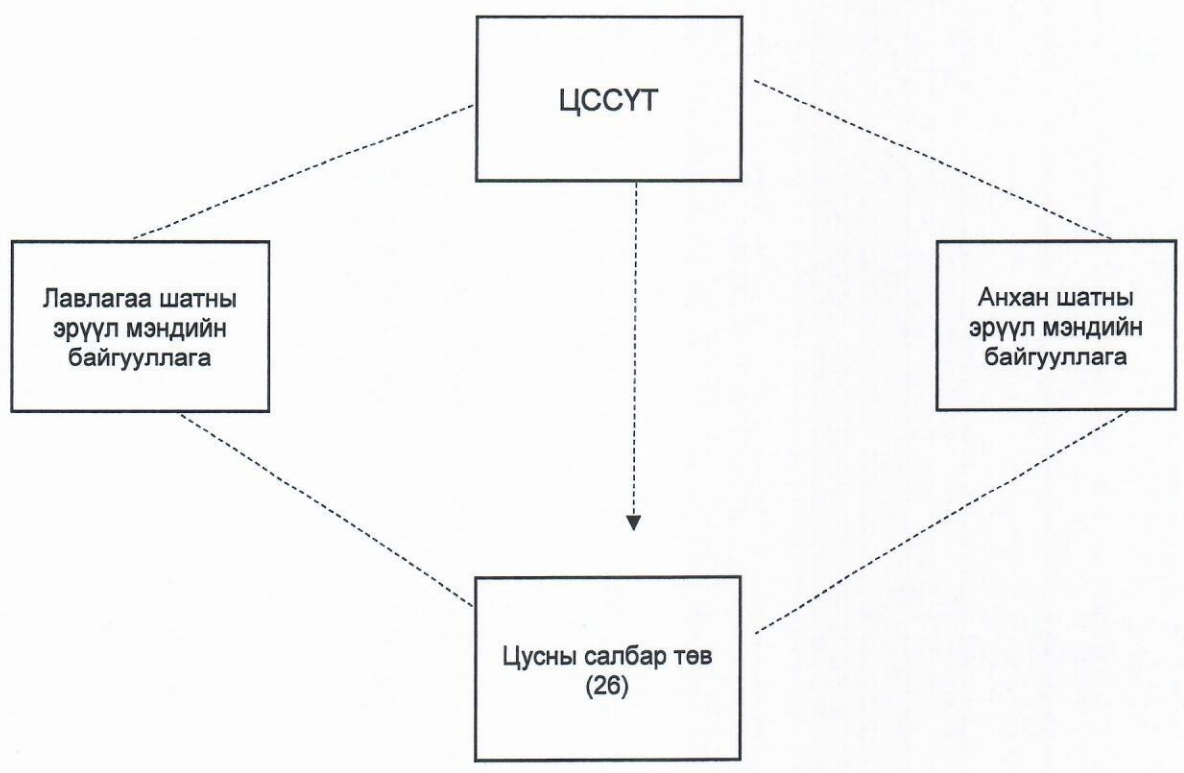 ЦССҮТ
Лавлагаа шатны
эрүүл мэндийн
байгууллага
Анхан шатны
эрүүл мэндийн
байгууллага
Цусны салбар төв
(26)